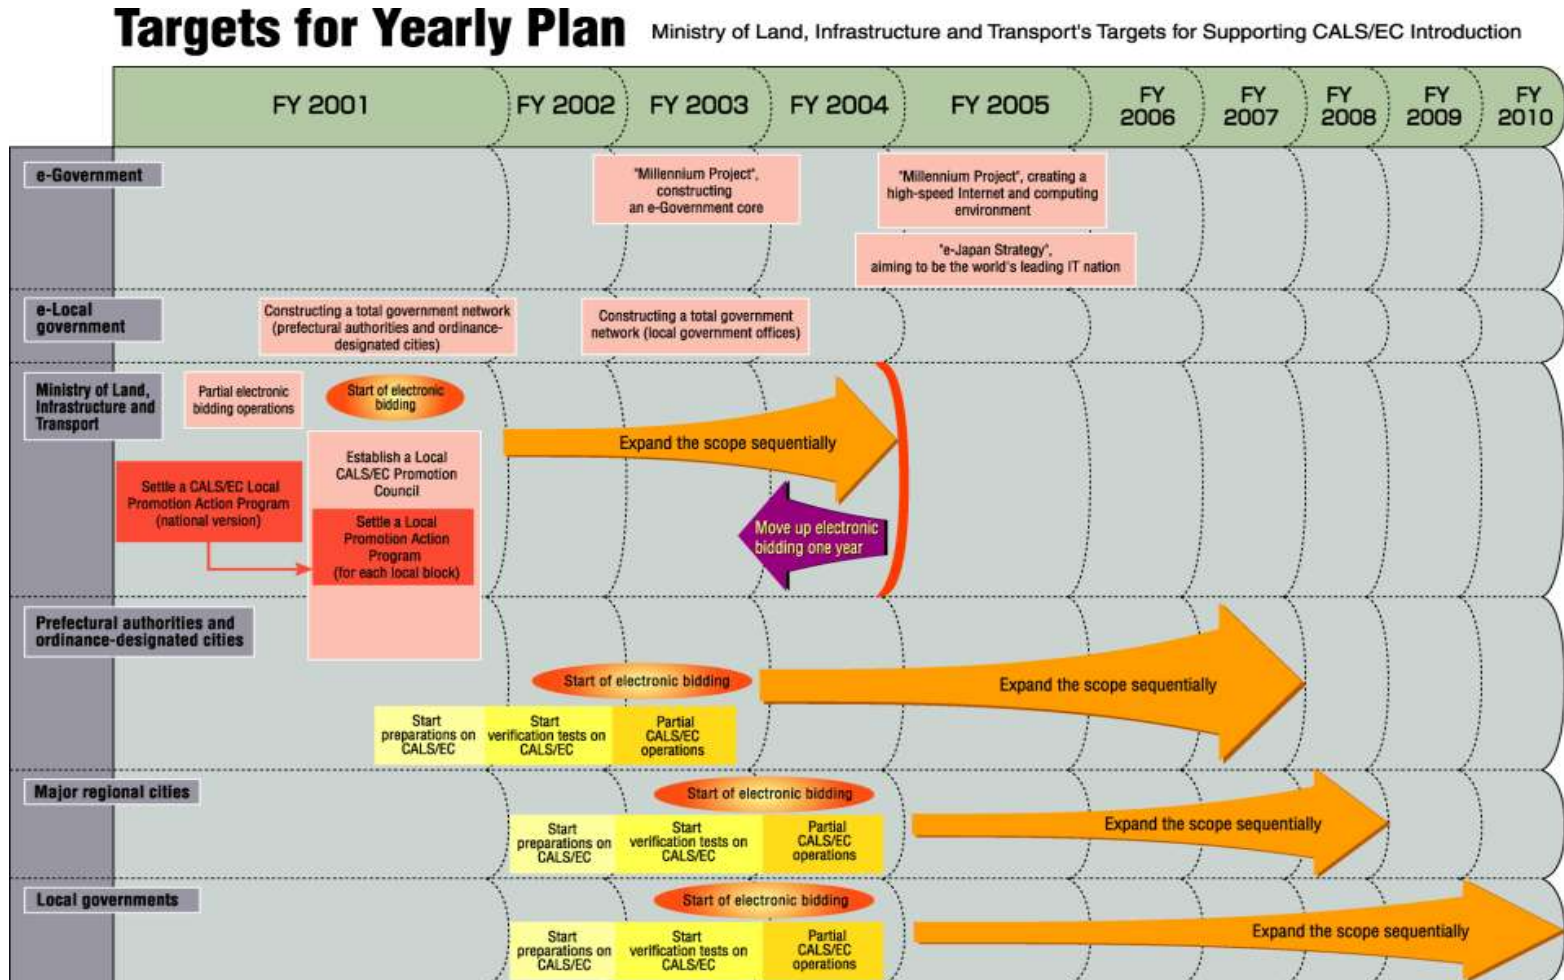 Targets for Yearly Plan
Ministry of Land, Infrastructure and Transport's Targets for Supporting CALS/EC Introduction
FY 2001
FY 2002
FY 2003
FY 2004
FY 2005
FY
2006
FY
2007
FY
2008
FY
2009
FY
2010
e-Government
"Millennium Project",
constructing
an e-Government core
"Millennium Project", creating a
high-speed Internet and computing
environment
"e-Japan Strategy",
aiming to be the world's leading IT nation
e-Local
government
Constructing a total government network
(prefectural authorities and ordinance-
designated cities)
Constructing a total government
network (local government offices)
Ministry of Land,
Infrastructure and
Transport
Partial electronic
bidding operations
Start of electronic
bidding
Expand the scope sequentially
Settle a CALS/EC Local
Promotion Action Program
(national version)
Establish a Local
CALS/EC Promotion
Council
Settle a Local
Promotion Action
Program
(for each local block)
Move up electronic
bidding one year
Prefectural authorities and
ordinance-designated cities
Start of electronic bidding
Expand the scope sequentially
Start
preparations on
CALS/EC
Start
verification tests on
CALS/EC
Partial
CALS/EC
operations
Major regional cities
Start of electronic bidding
Expand the scope sequentially
Start
preparations on
CALS/EC
Start
verification tests on
CALS/EC
Partial
CALS/EC
operations
Local governments
Start of electronic bidding
Expand the scope sequentially
Start
preparations on
CALS/EC
Start
verification tests on
CALS/EC
Partial
CALS/EC
operations